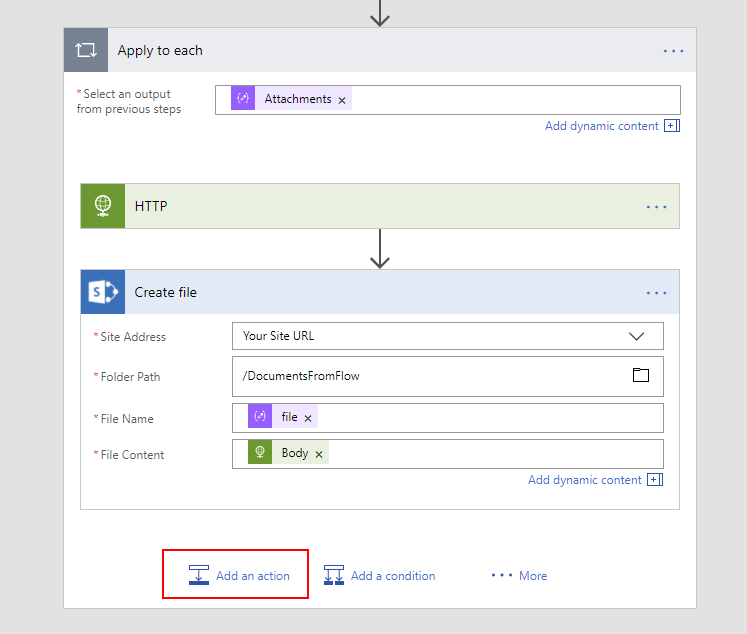 Apply to each
*Select an output
from previous steps
Attachments x
Add dynamic content
HTTP
S
Create file
*Site Address
Your Site URL
*Folder Path
/DocumentsFromFlow
*File Name
file x
*File Content
Body x
Add dynamic content
Add an action
Add a condition
More